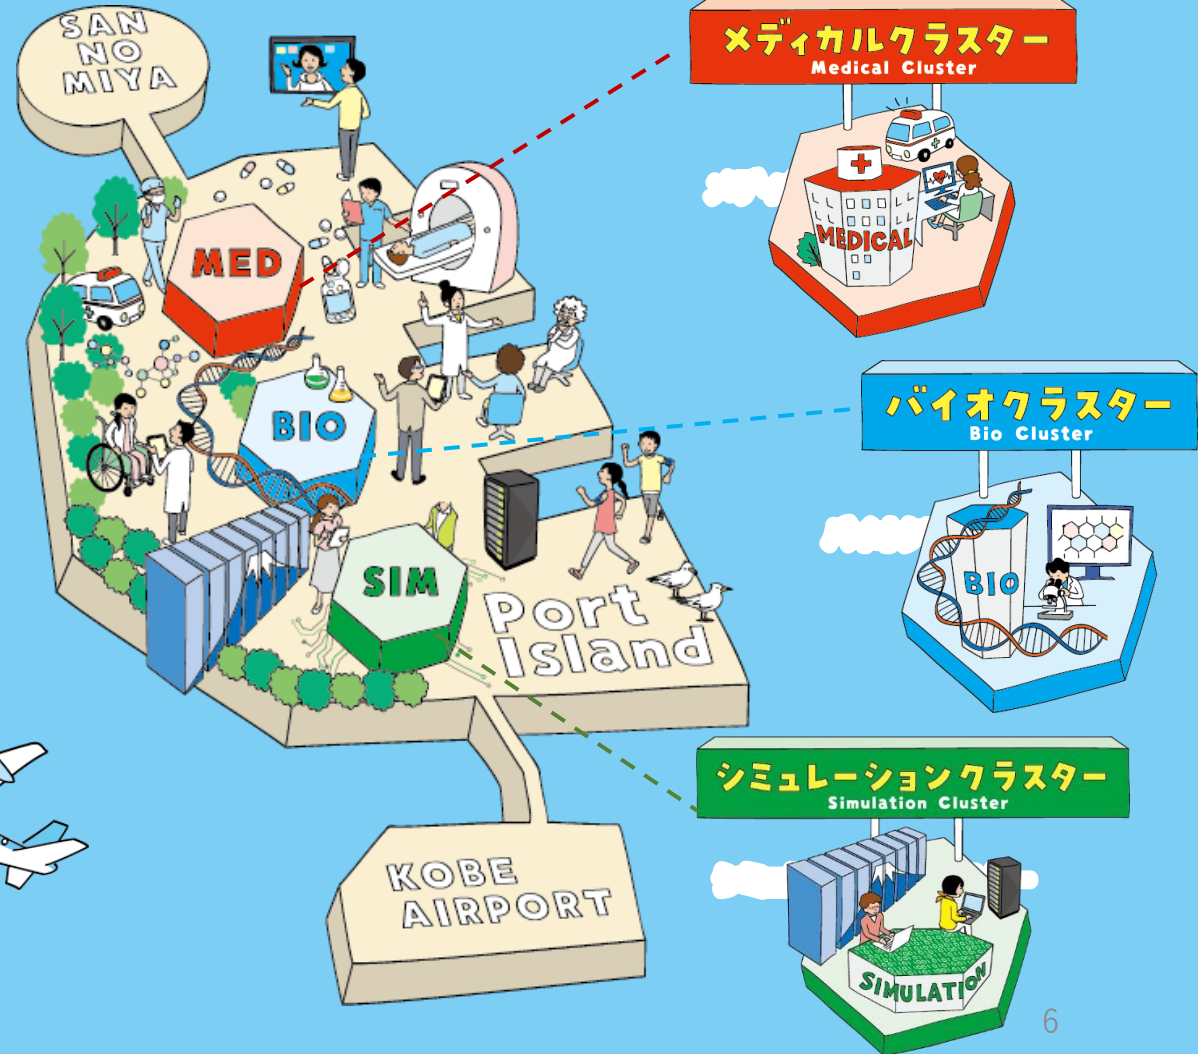 SAN
NO
MIYA
メディカルクラスター
Medical Cluster
MEDICAL
MED
バイオクラスター
Bio Cluster
BIO
BIO
SIM
Port
Island
シミュレーションクラスター
Simulation Cluster
SIMULATION
KOBE
AIRPORT
6